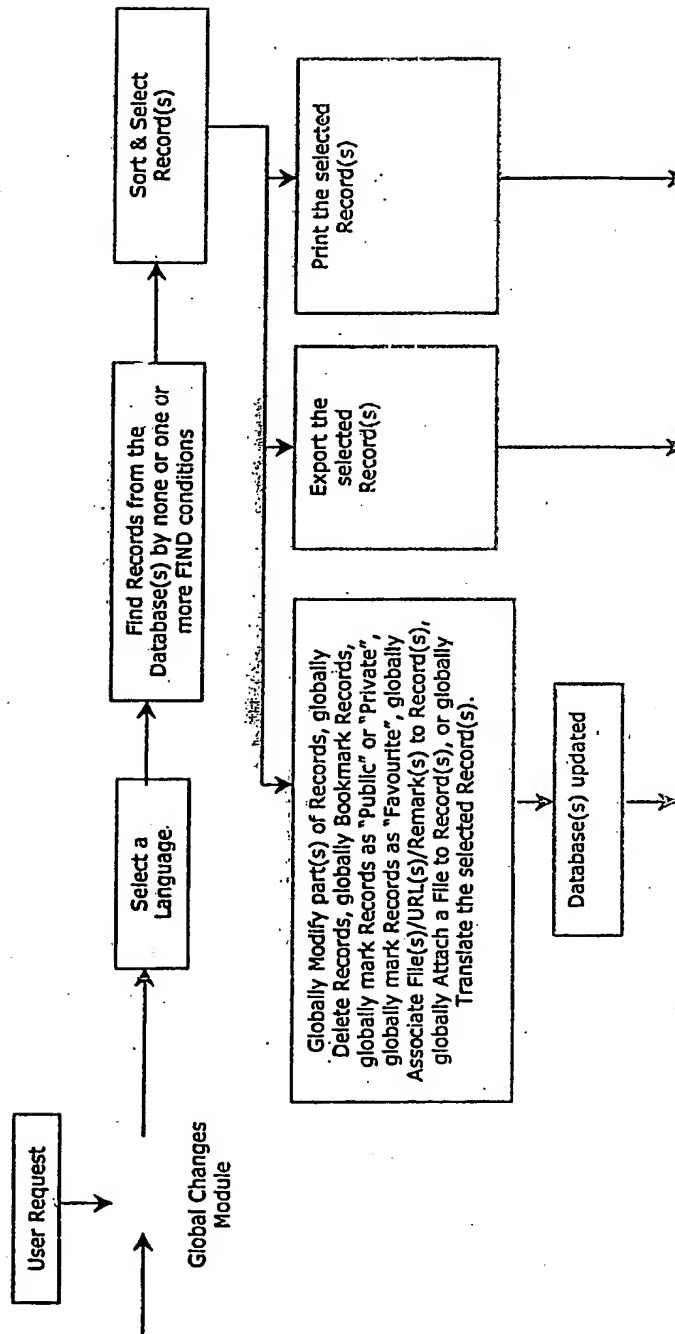 User Request
Global Changes
Module
Select a
Language.
Find Records from the
Database(s) by none or one or
more FIND conditions
Sort & Select
Record(s)
Globally Modify part(s) of Records, globally
Delete Records, globally Bookmark Records,
globally mark Records as "Public" or "Private",
globally mark Records as "Favourite", globally
Associate File(s)/URL(s)/Remark(s) to Record(s),
globally Attach a File to Record(s), or globally
Translate the selected Record(s).
Export the
selected
Record(s)
Print the selected
Record(s)
Database(s) updated